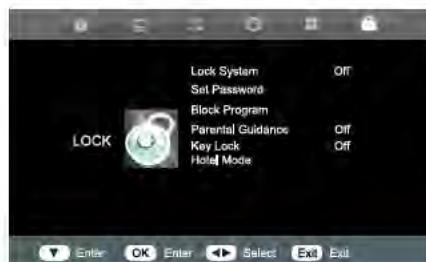 Lock System Off
Set Password
Block Program
Parental Guidance Off
Key Lock Off
Hotel Mode
LOCK
Enter OK Enter Select Exit Exit